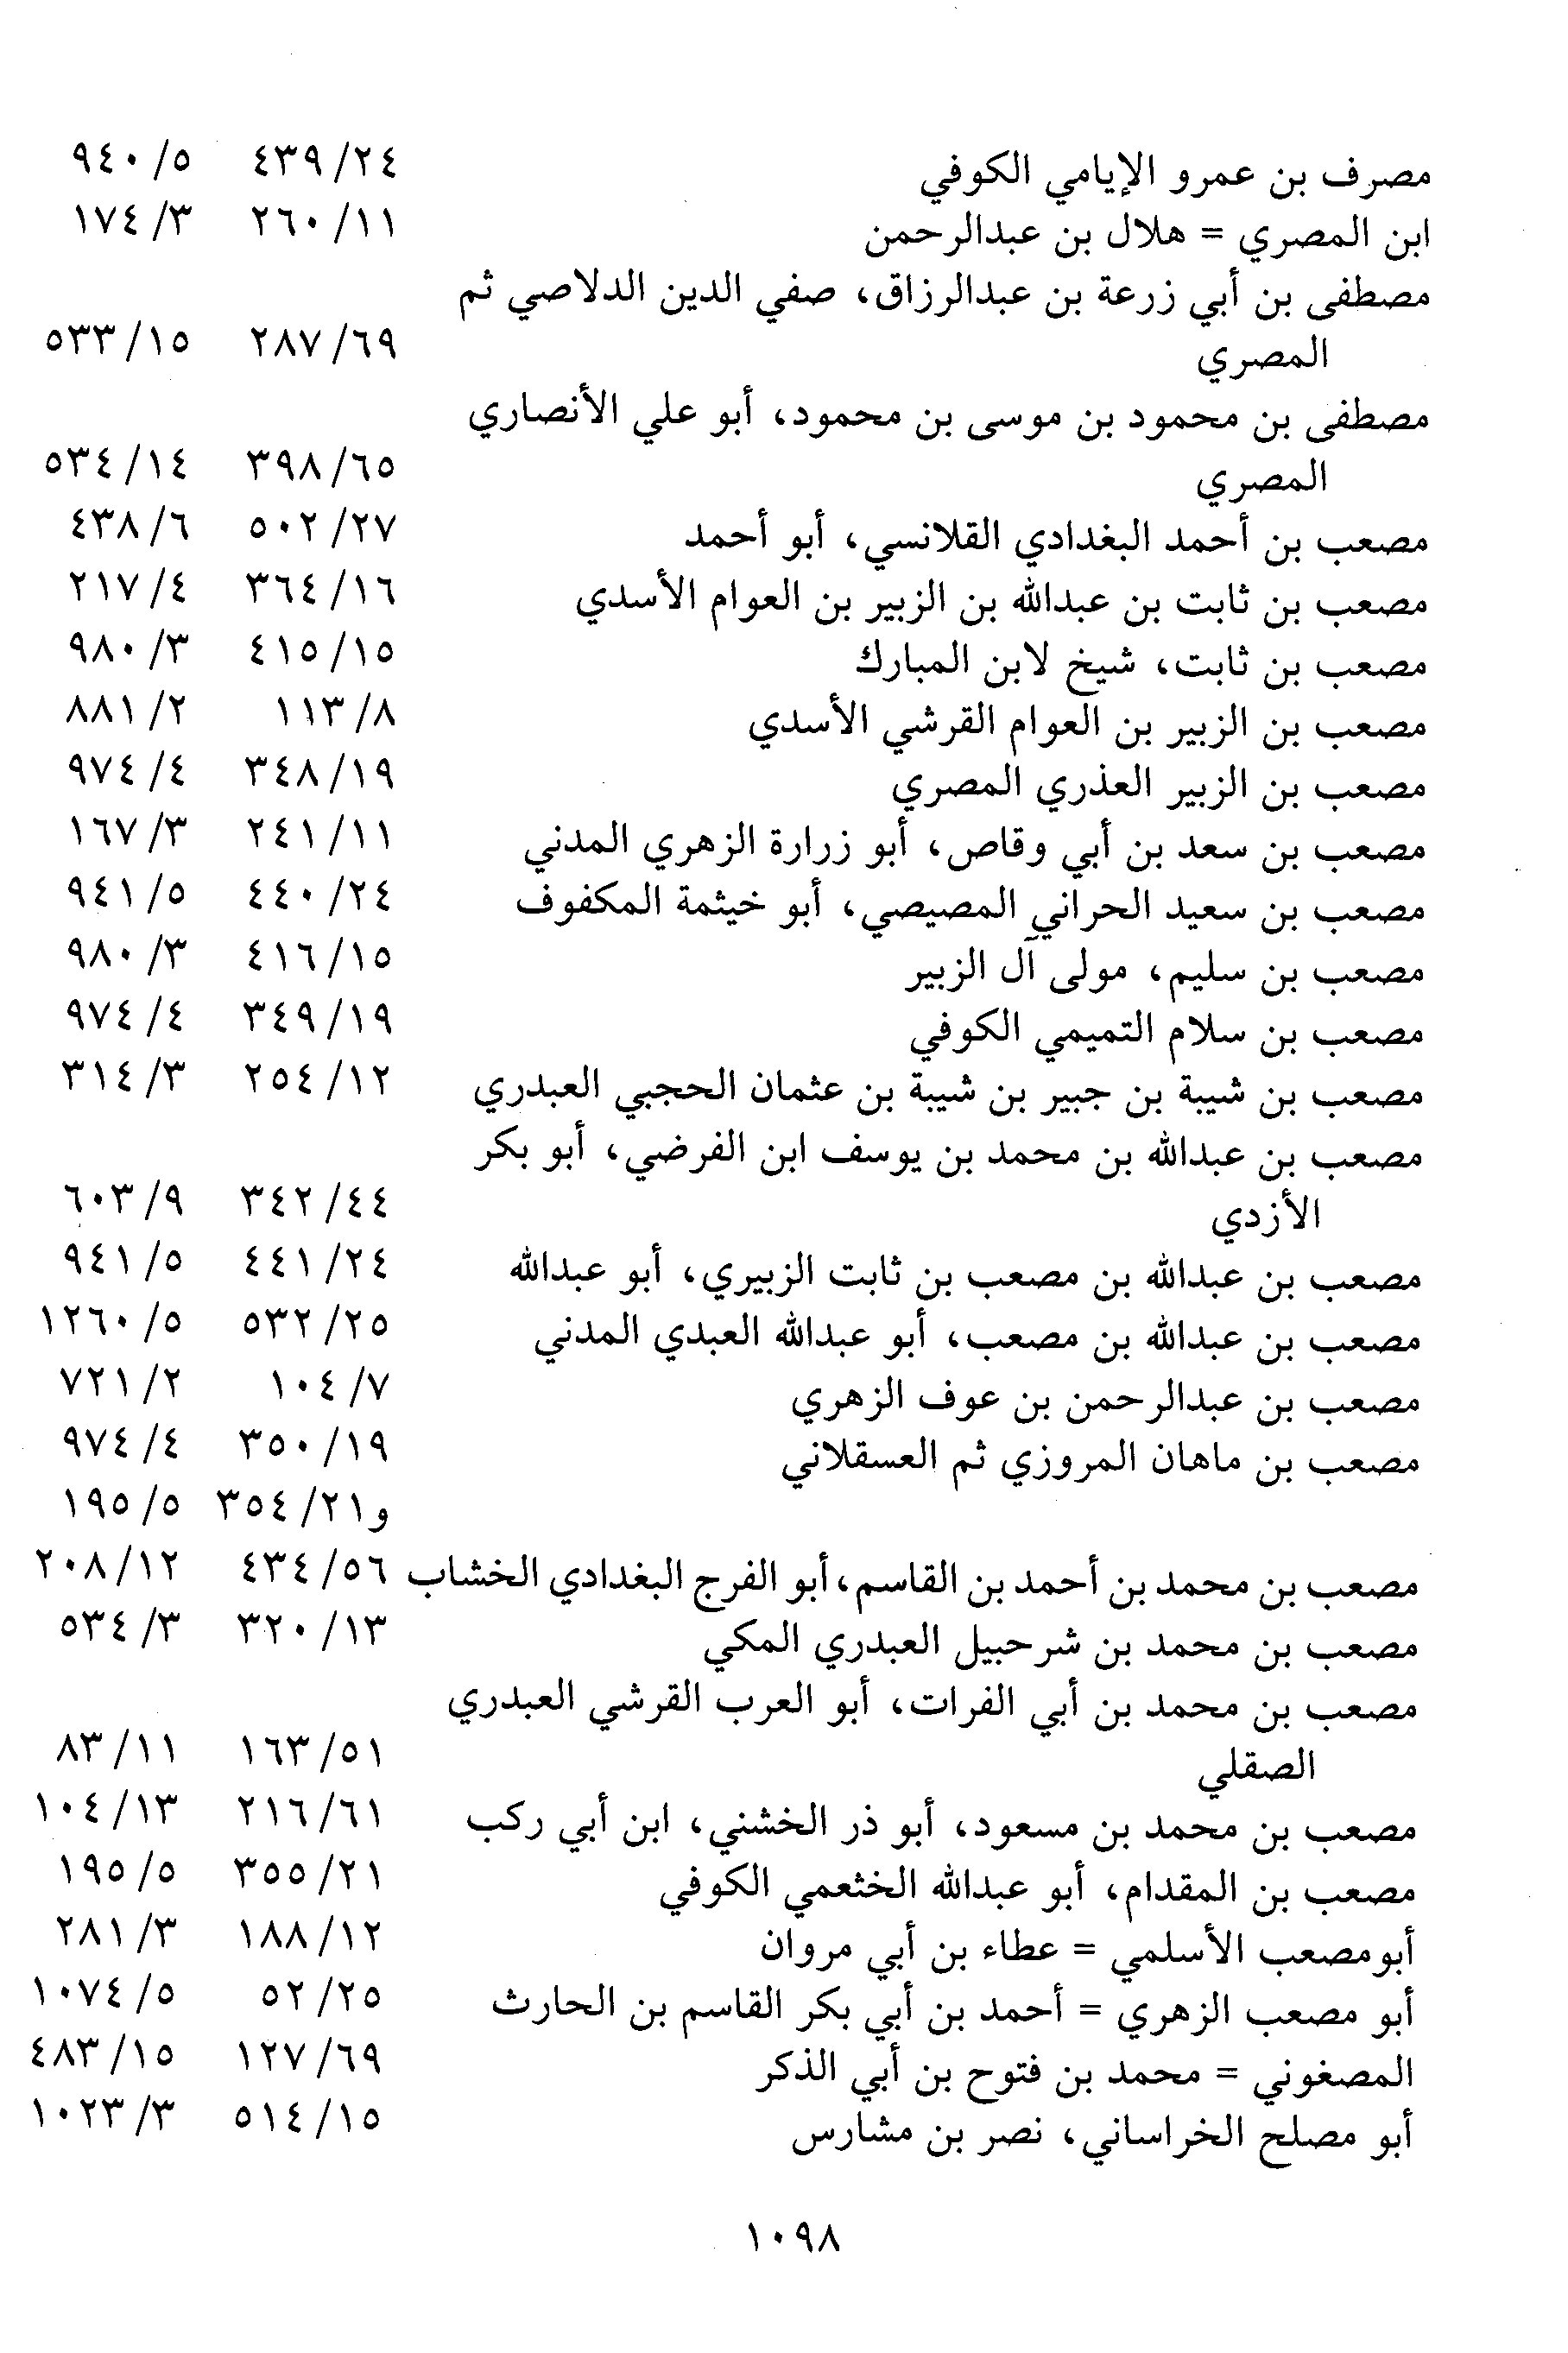 مصرف بن عمرو الإيامي الكوفي ٢٤/٤٣٩ ٥/٩٤٠
ابن المصري = هلال بن عبدالرحمن ١١/٢٦٠ ٣/١٧٤
مصطفى بن أبي زرعة بن عبدالرزاق، صفي الدين الدلاصي ثم
المصري ٦٩/٢٨٧ ١٥/٥٣٣
مصطفى بن محمود بن موسى بن محمود، أبو علي الأنصاري
المصري ٦٥/٣٩٨ ١٤/٥٣٤
مصعب بن أحمد البغدادي القلانسي، أبو أحمد ٢٧/٥٠٢ ٦/٤٣٨
مصعب بن ثابت بن عبدالله بن الزبير بن العوام الأسدي ١٦/٣٦٤ ٤/٢١٧
مصعب بن ثابت، شيخ لابن المبارك ١٥/٤١٥ ٣/٩٨٠
مصعب بن الزبير بن العوام القرشي الأسدي ٨/١١٣ ٢/٨٨١
مصعب بن الزبير العذري المصري ١٩/٣٤٨ ٤/٩٧٤
مصعب بن سعد بن أبي وقاص، أبو زرارة الزهري المدني ١١/٢٤١ ٣/١٦٧
مصعب بن سعيد الحراني المصيصي، أبو خيثمة المكفوف ٢٤/٤٤٠ ٥/٩٤١
مصعب بن سليم، مولى آل الزبير ١٥/٤١٦ ٣/٩٨٠
مصعب بن سلام التميمي الكوفي ١٩/٣٤٩ ٤/٩٧٤
مصعب بن شيبة بن جبير بن شيبة بن عثمان الحجبي العبدري ١٢/٢٥٤ ٣/٣١٤
مصعب بن عبدالله بن محمد بن يوسف ابن الفرضي، أبو بكر
الأزدي ٤٤/٣٤٢ ٩/٦٠٣
مصعب بن عبدالله بن مصعب بن ثابت الزبيري، أبو عبدالله ٢٤/٤٤١ ٥/٩٤١
مصعب بن عبدالله بن مصعب، أبو عبدالله العبدي المدني ٢٥/٥٣٢ ٥/١٢٦٠
مصعب بن عبدالرحمن بن عوف الزهري ٧/١٠٤ ٢/٧٢١
مصعب بن ماهان المروزي ثم العسقلاني ١٩/٣٥٠ ٤/٩٧٤
و٢١/٣٥٤ ٥/١٩٥
مصعب بن محمد بن أحمد بن القاسم، أبو الفرج البغدادي الخشاب ٥٦/٤٣٤ ١٢/٢٠٨
مصعب بن محمد بن شرحبيل العبدري المكي ١٣/٣٢٠ ٣/٥٣٤
مصعب بن محمد بن أبي الفرات، أبو العرب القرشي العبدري
الصقلي ٥١/١٦٣ ١١/٨٣
مصعب بن محمد بن مسعود، أبو ذر الخشني، ابن أبي ركب ٦١/٢١٦ ١٣/١٠٤
مصعب بن المقدام، أبو عبدالله الخثعمي الكوفي ٢١/٣٥٥ ٥/١٩٥
أبومصعب الأسلمي = عطاء بن أبي مروان ١٢/١٨٨ ٣/٢٨١
أبو مصعب الزهري = أحمد بن أبي بكر القاسم بن الحارث ٢٥/٥٢ ٥/١٠٧٤
المصغوني = محمد بن فتوح بن أبي الذكر ٦٩/١٢٧ ١٥/٤٨٣
أبو مصلح الخراساني، نصر بن مشارس ١٥/٥١٤ ٣/١٠٢٣
١٠٩٨